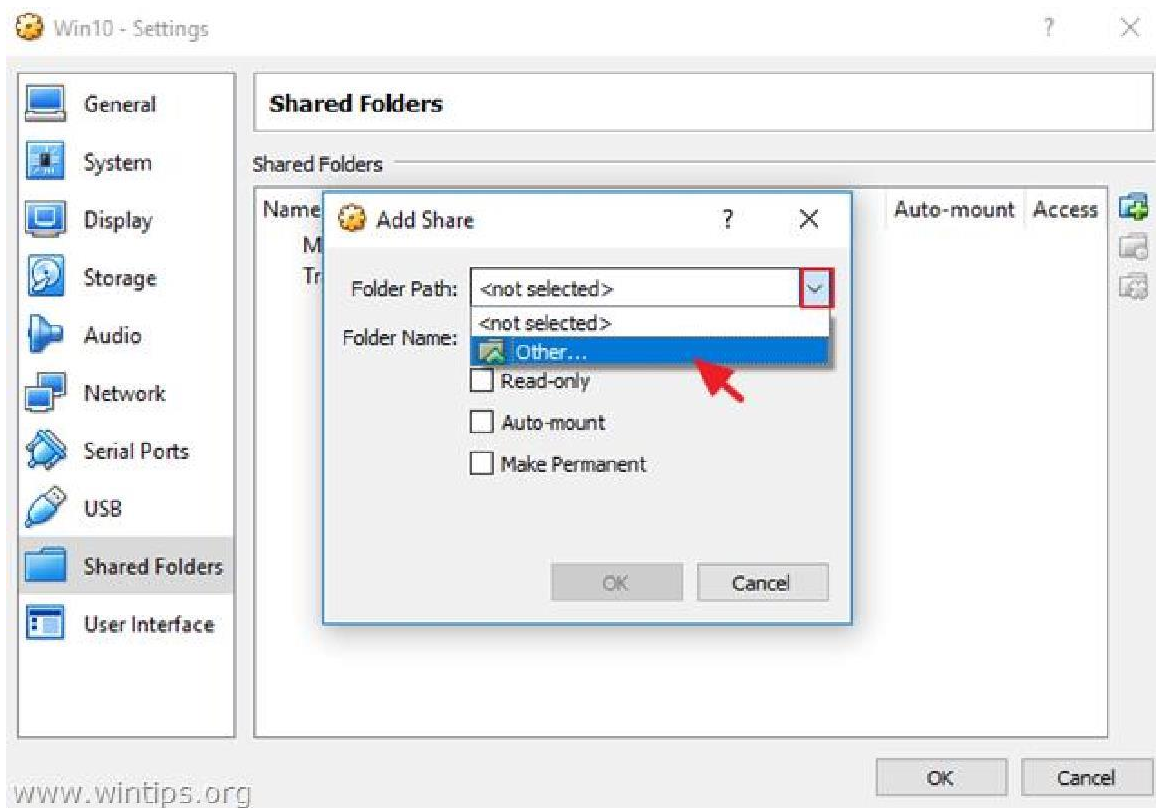 Win10 - Settings
?
General
System
Display
Storage
Audio
Network
Serial Ports
USB
Shared Folders
User Interface
Shared Folders
Shared Folders
Name
Auto-mount
Access
M
Tr
Add Share
?
Folder Path:
<not selected>
<not selected>
Other...
Folder Name:
Read-only
Auto-mount
Make Permanent
OK
Cancel
OK
Cancel
www.wintips.org